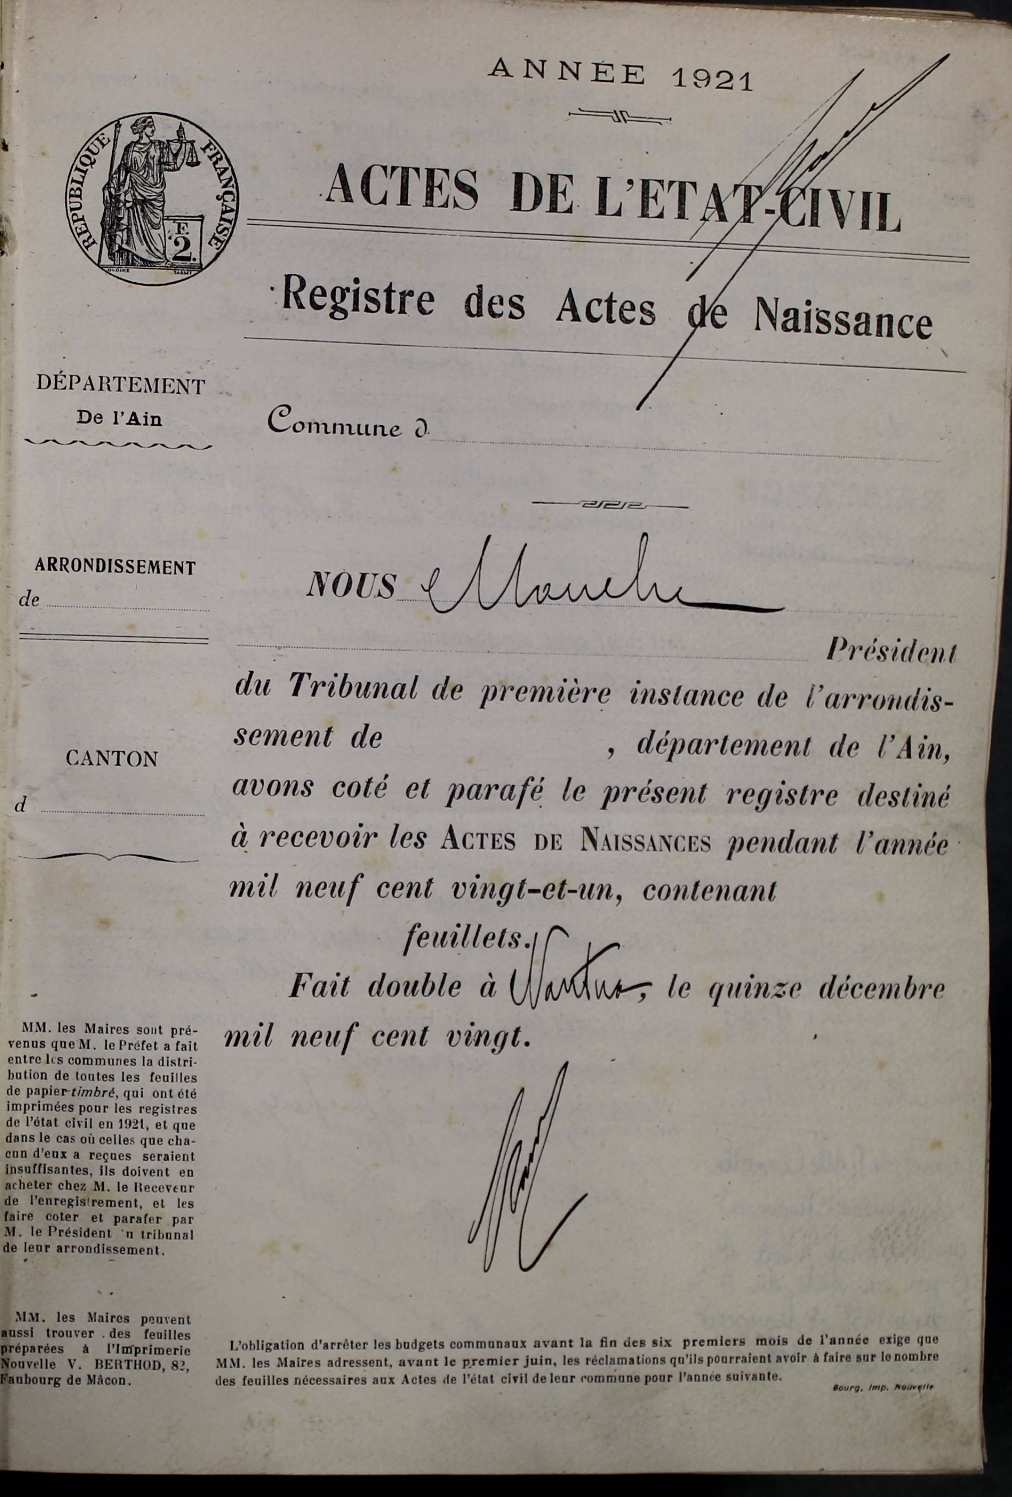 ANNÉE 1921
RÉPUBLIQUE FRANÇAISE
F.
2.
ACTES DE L'ETAT-CIVIL
Registre des Actes de Naissance
DÉPARTEMENT
De l'Ain
Commune d
ARRONDISSEMENT
de
CANTON
d
NOUS
Président
du Tribunal de première instance de l'arrondis-
sement de , département de l'Ain,
avons coté et parafé le présent registre destiné
à recevoir les ACTES DE NAISSANCES pendant l'année
mil neuf cent vingt-et-un, contenant
feuillets.
Fait double à Nantua, le quinze décembre
mil neuf cent vingt.
MM. les Maires sont pré-
venus que M. le Préfet a fait
entre les communes la distri-
bution de toutes les feuilles
de papier timbré, qui ont été
imprimées pour les registres
de l'état civil en 1921, et que
dans le cas où celles que cha-
cun d'eux a reçues seraient
insuffisantes, ils doivent en
acheter chez M. le Receveur
de l'enregistrement, et les
faire coter et parafer par
M. le Président du tribunal
de leur arrondissement.
MM. les Maires peuvent
aussi trouver des feuilles
préparées à l'Imprimerie
Nouvelle V. BERTHOD, 82,
Faubourg de Mâcon.
L'obligation d'arrêter les budgets communaux avant la fin des six premiers mois de l'année exige que
MM. les Maires adressent, avant le premier juin, les réclamations qu'ils pourraient avoir à faire sur le nombre
des feuilles nécessaires aux Actes de l'état civil de leur commune pour l'année suivante.
Bourg, Imp. Nouvelle